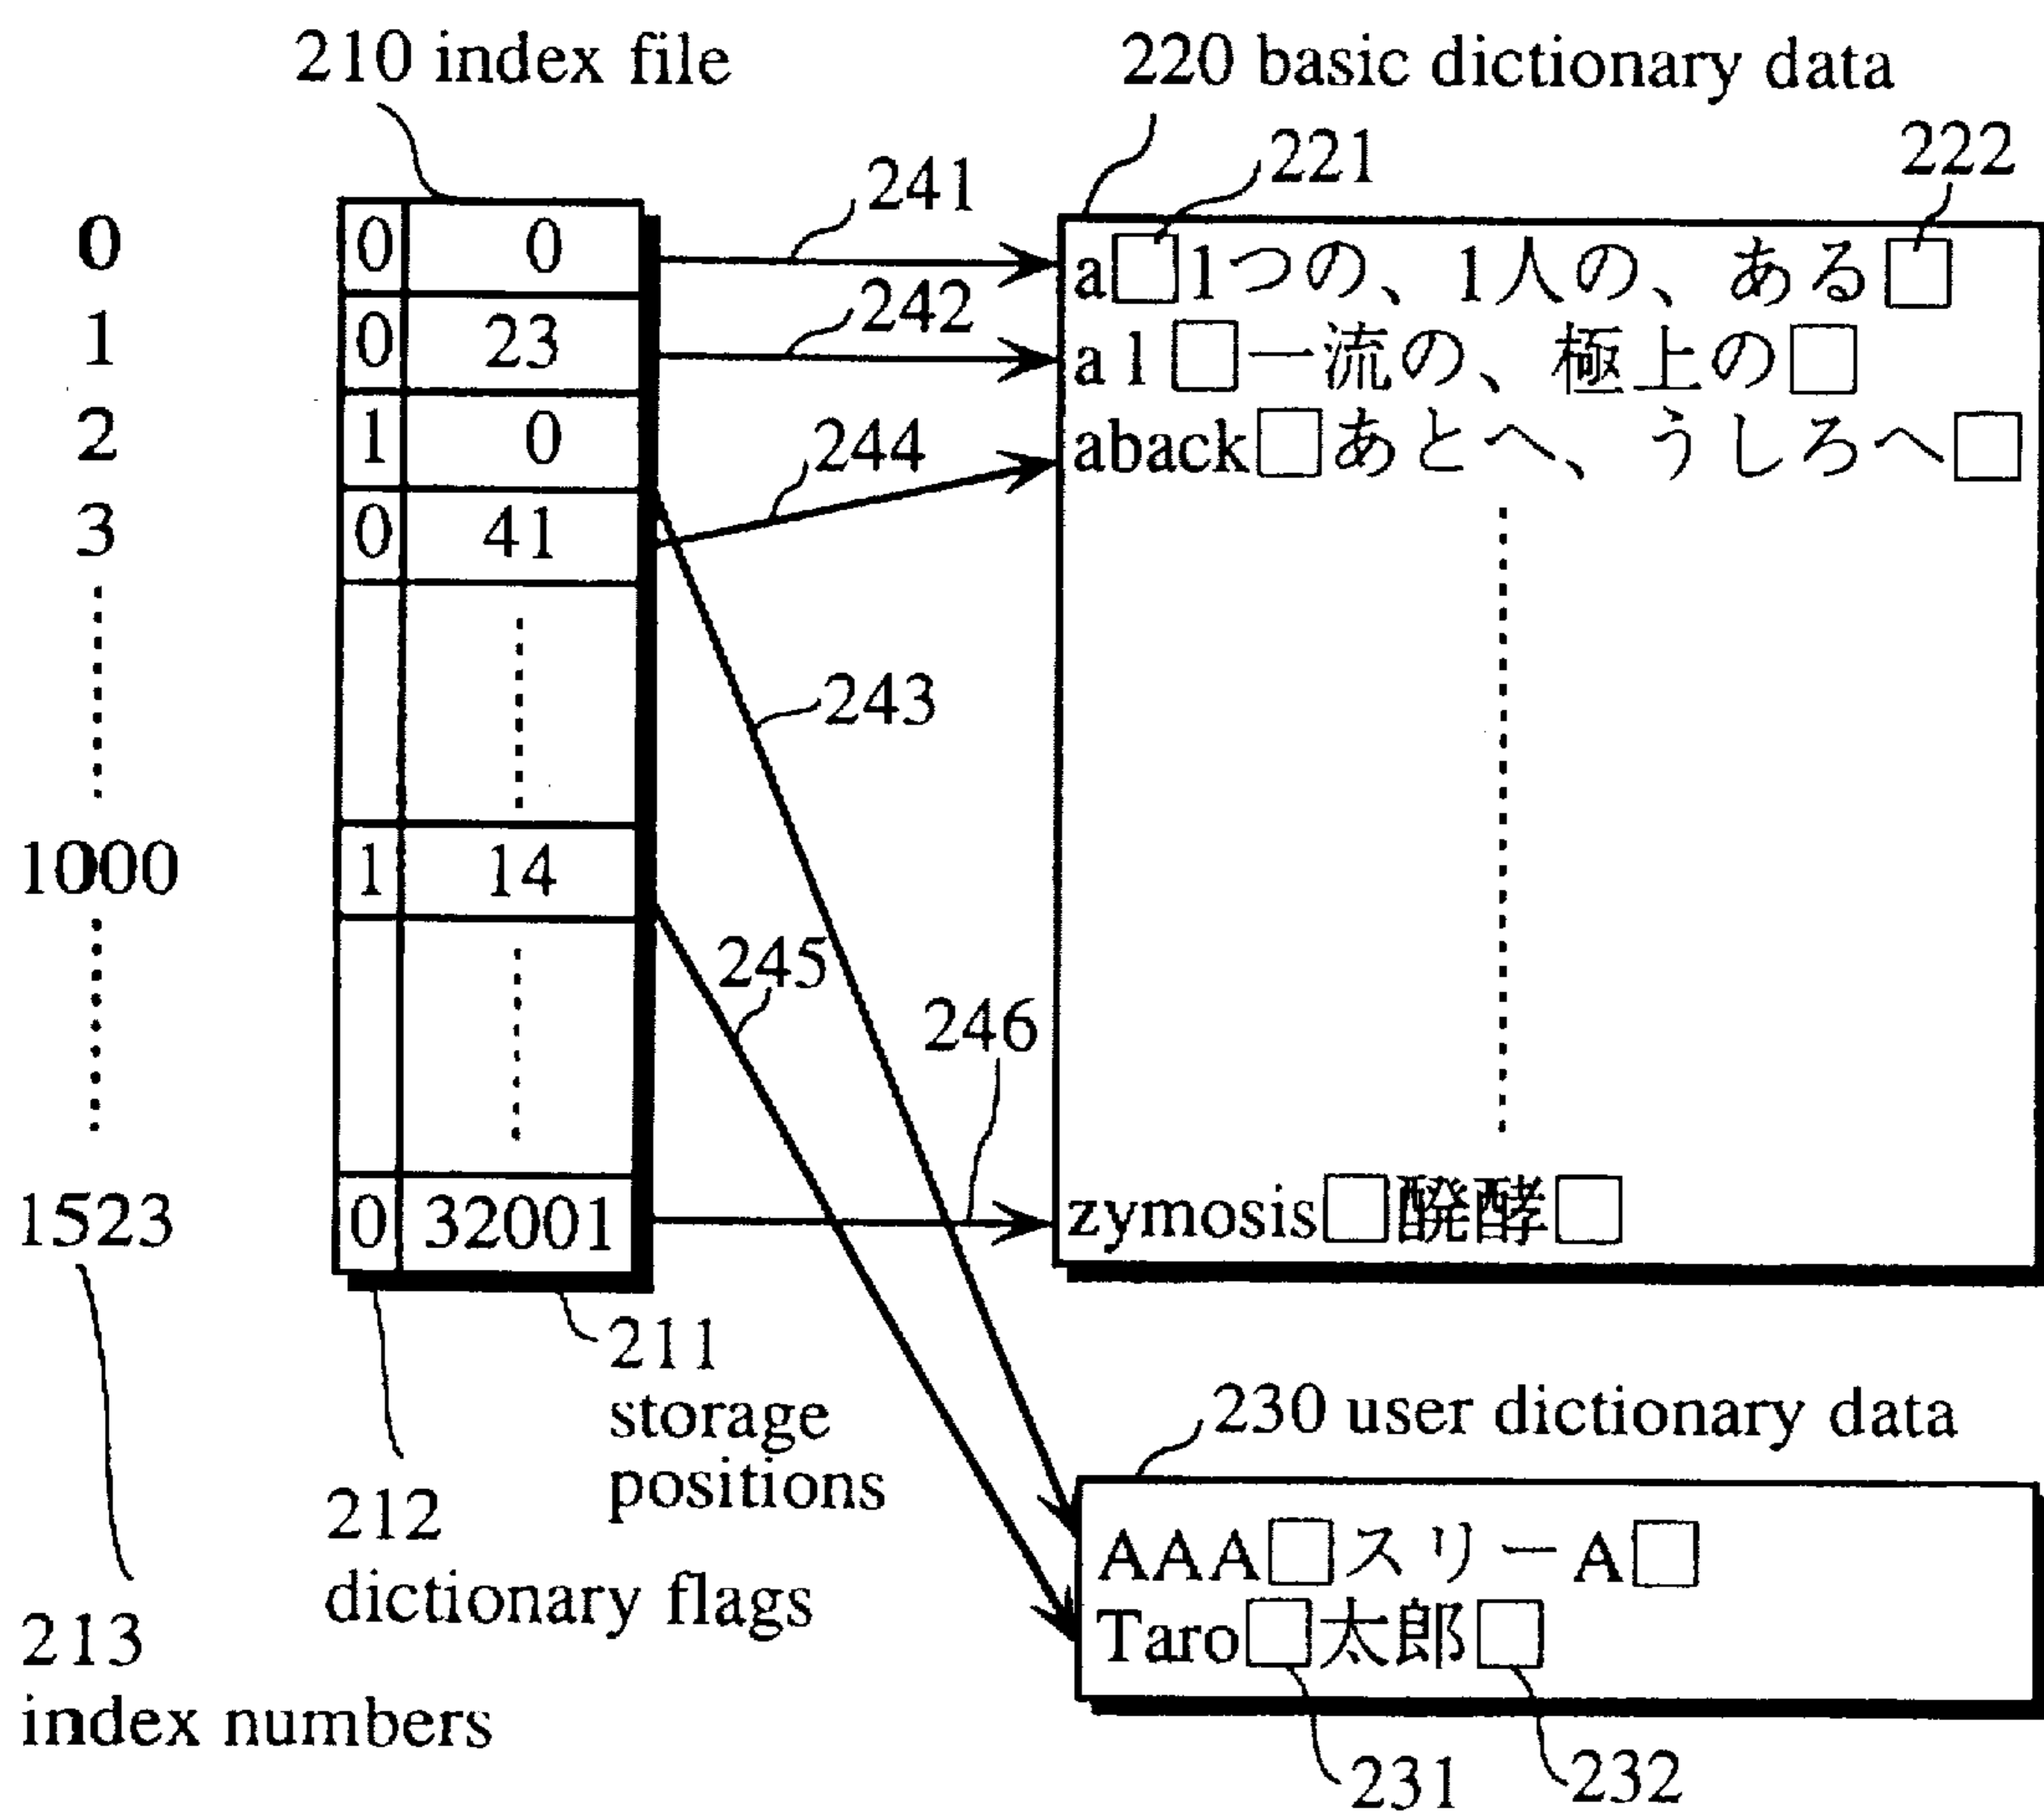 210 index file
220 basic dictionary data
221
222
241
0 0 0
a□1つの、1人の、ある□
242
1 0 23
a1□一流の、極上の□
2 1 0
244
aback□あとへ、うしろへ□
3 0 41
243
1000 1 14
245
246
1523 0 32001
zymosis□醗酵□
211
storage
positions
230 user dictionary data
212
dictionary flags
AAA□スリーA□
213
index numbers
Taro□太郎□
231
232